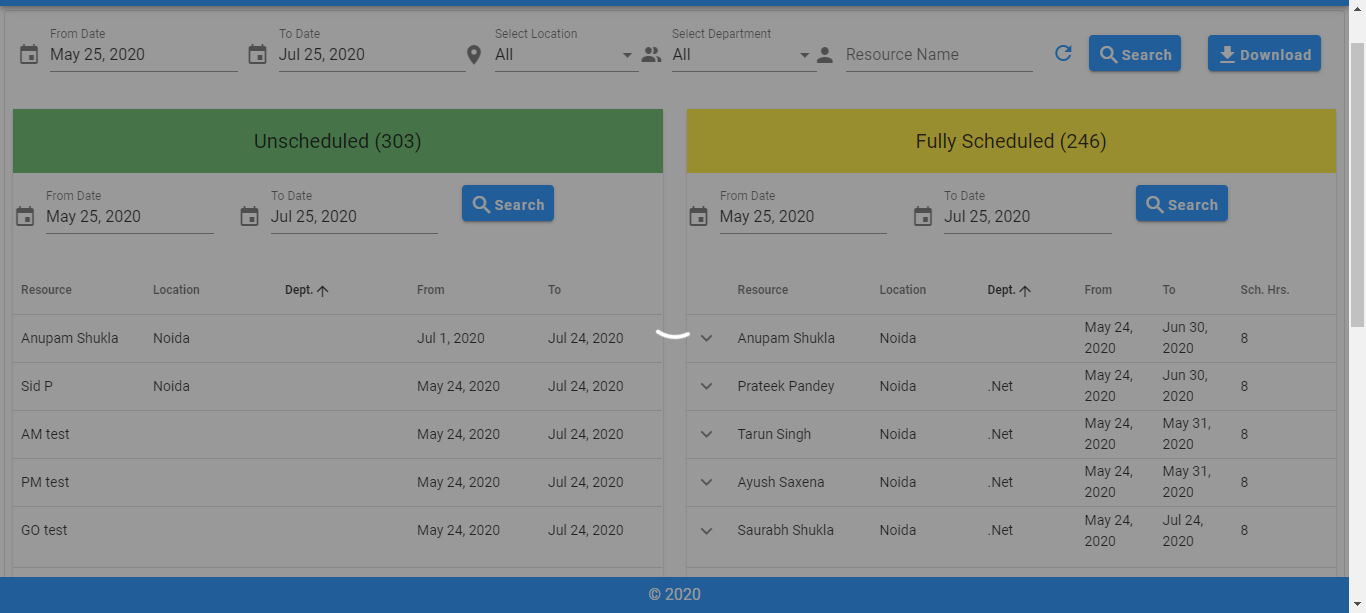 From Date To Date Select Location Select Department
May 25, 2020 Jul 25, 2020 All All Resource Name Search Download
Unscheduled (303)
From Date To Date
May 25, 2020 Jul 25, 2020 Search
Resource Location Dept. From To
Anupam Shukla Noida Jul 1, 2020 Jul 24, 2020
Sid P Noida May 24, 2020 Jul 24, 2020
AM test May 24, 2020 Jul 24, 2020
PM test May 24, 2020 Jul 24, 2020
GO test May 24, 2020 Jul 24, 2020
Fully Scheduled (246)
From Date To Date
May 25, 2020 Jul 25, 2020 Search
Resource Location Dept. From To Sch. Hrs.
Anupam Shukla Noida May 24, 2020 Jun 30, 2020 8
Prateek Pandey Noida .Net May 24, 2020 Jun 30, 2020 8
Tarun Singh Noida .Net May 24, 2020 May 31, 2020 8
Ayush Saxena Noida .Net May 24, 2020 May 31, 2020 8
Saurabh Shukla Noida .Net May 24, 2020 Jul 24, 2020 8
© 2020